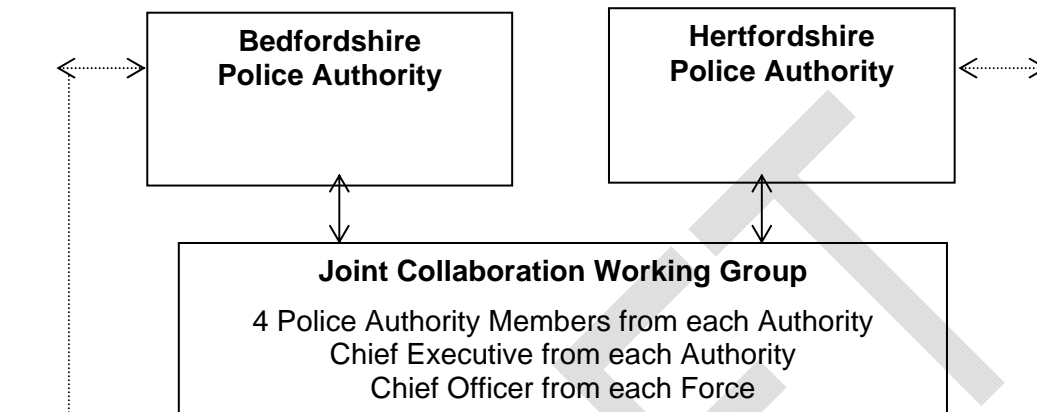 Bedfordshire
Police Authority
Hertfordshire
Police Authority
Joint Collaboration Working Group
4 Police Authority Members from each Authority
Chief Executive from each Authority
Chief Officer from each Force